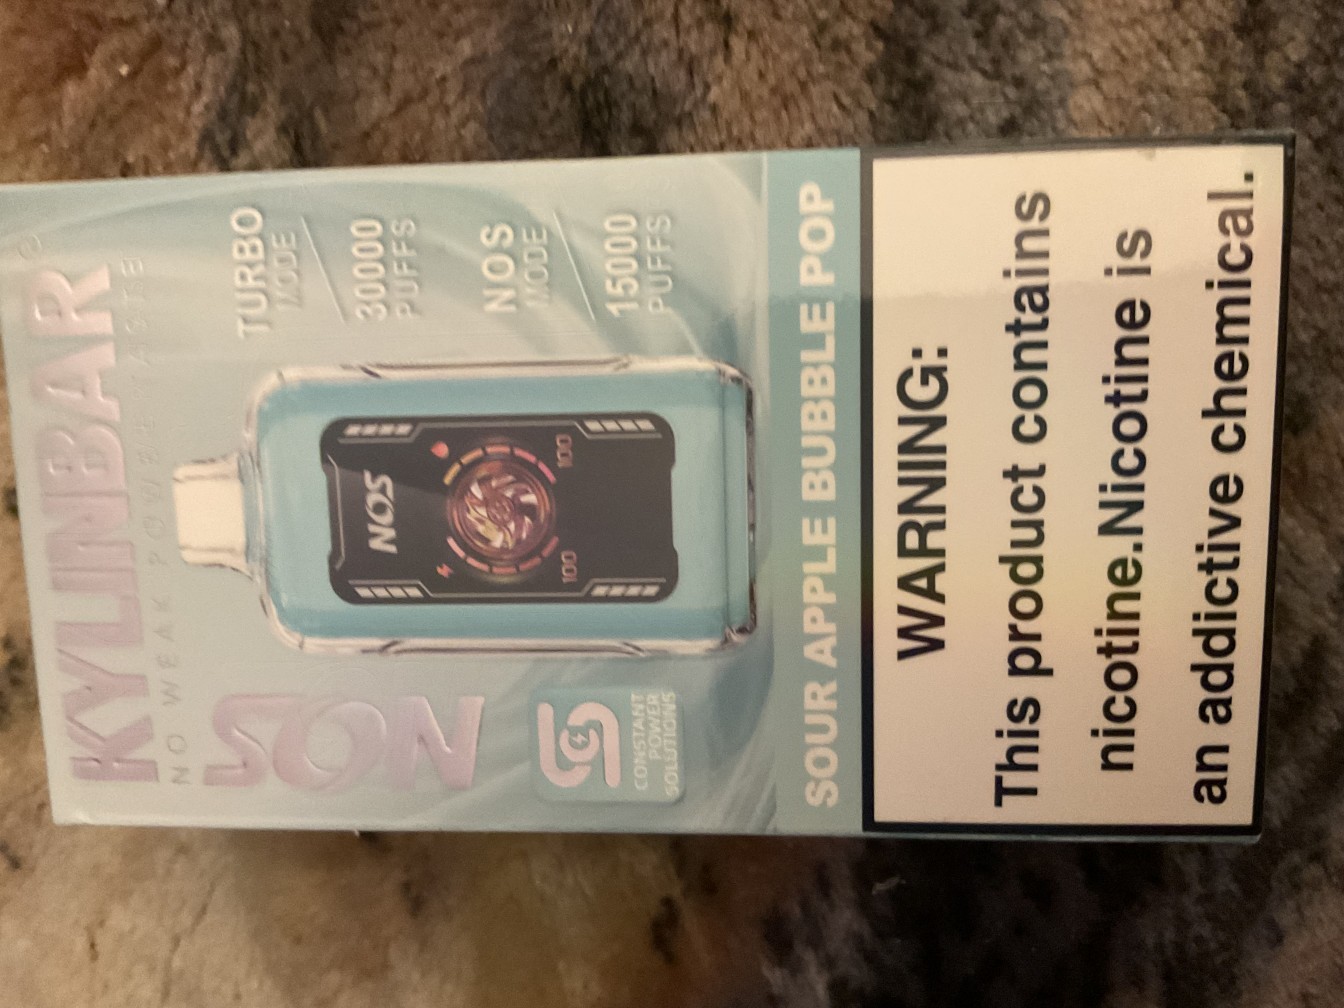 KYLINBAR®
NO WEAK POWER TASTE
NOS
TURBO
MODE
30000
PUFFS
NOS
MODE
15000
PUFFS
NOS
100
100
CONSTANT
POWER
SOLUTIONS
SOUR APPLE BUBBLE POP
WARNING:
This product contains
nicotine.Nicotine is
an addictive chemical.